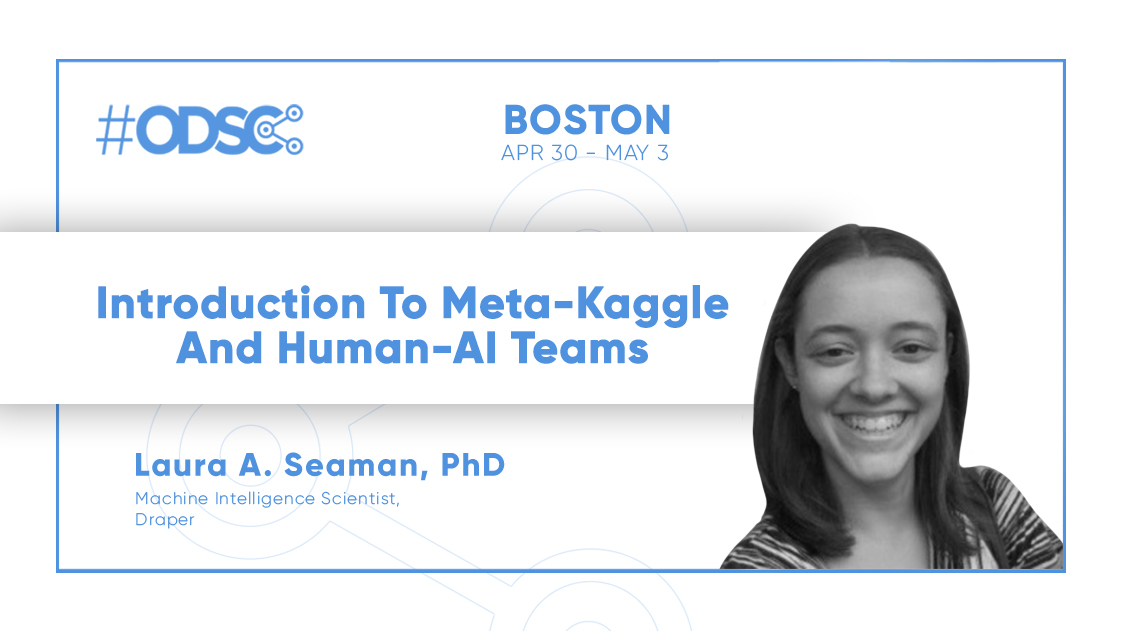 #ODSC
BOSTON
APR 30 - MAY 3
Introduction To Meta-Kaggle
And Human-AI Teams
Laura A. Seaman, PhD
Machine Intelligence Scientist,
Draper